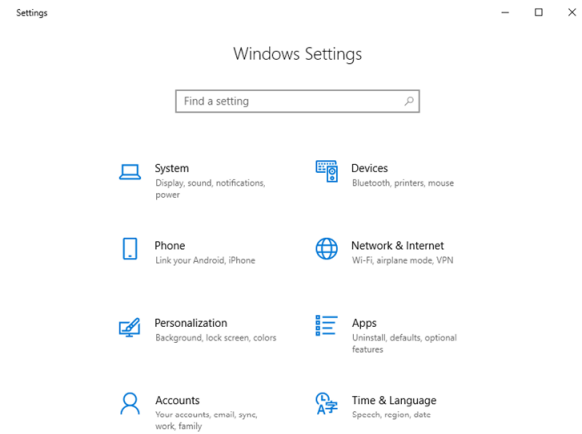 Settings
Windows Settings
Find a setting
System
Display, sound, notifications,
power
Devices
Bluetooth, printers, mouse
Phone
Link your Android, iPhone
Network & Internet
Wi-Fi, airplane mode, VPN
Personalization
Background, lock screen, colors
Apps
Uninstall, defaults, optional
features
Accounts
Your accounts, email, sync,
work, family
Time & Language
Speech, region, date